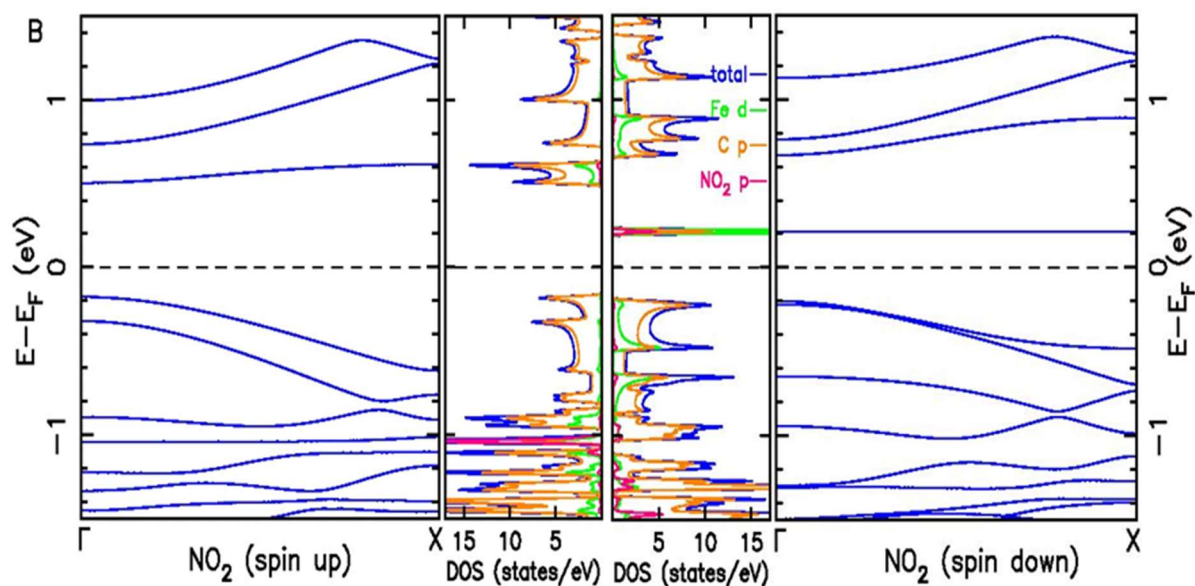 B
total
Fe d
C p
NO₂ p
E−E_F (eV)
1
0
−1
1
0
−1
E−E_F (eV)
Γ
X
15
10
5
5
10
15
Γ
X
NO₂ (spin up)
DOS (states/eV)
DOS (states/eV)
NO₂ (spin down)